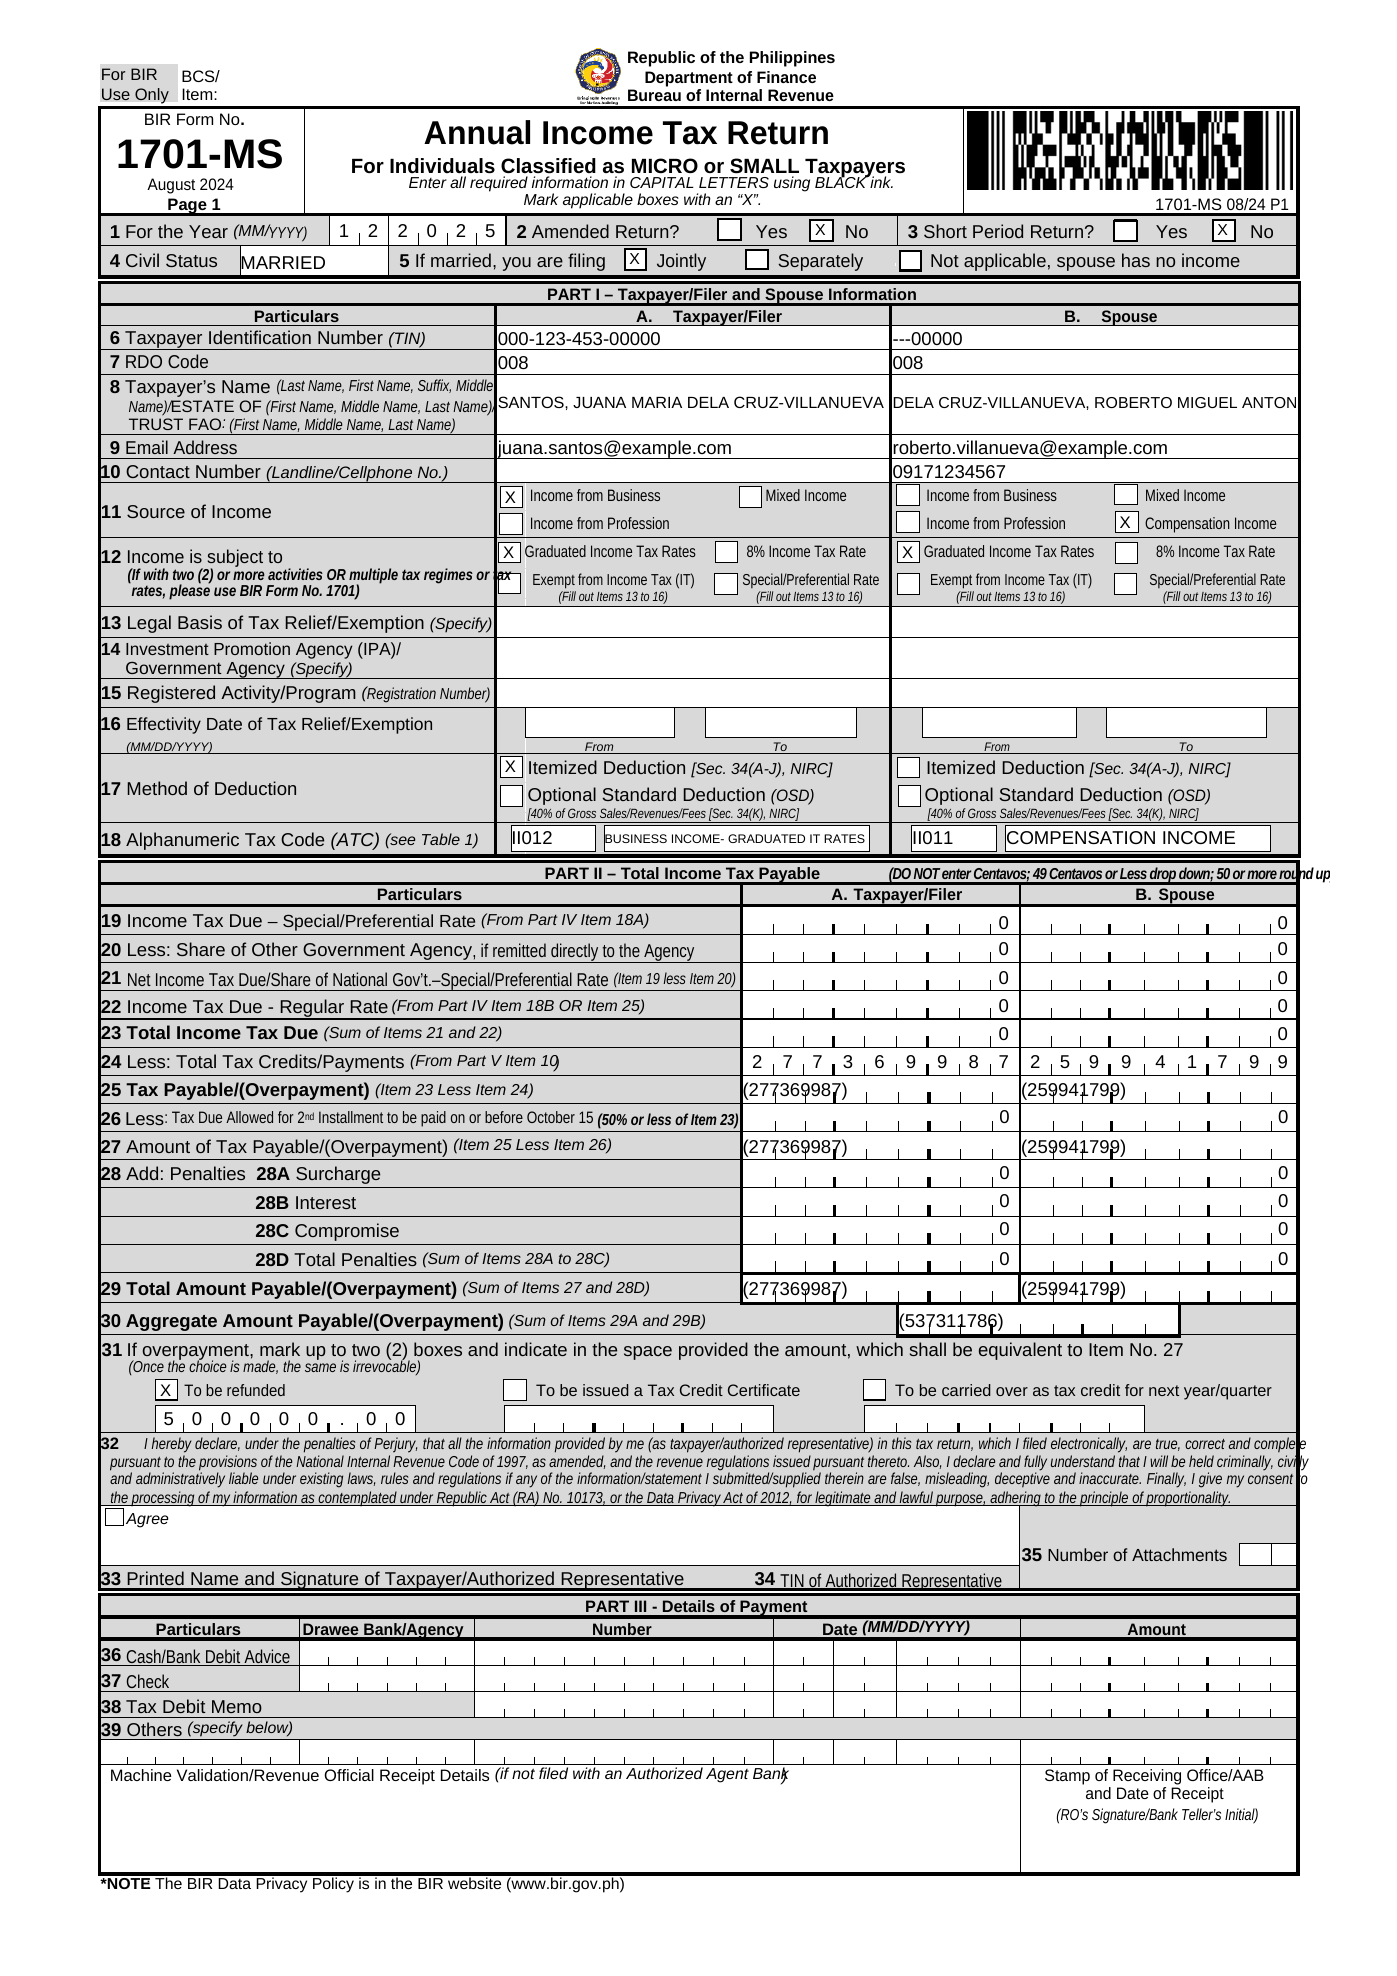 For BIR
Use Only
BCS/
Item:
Republic of the Philippines
Department of Finance
Bureau of Internal Revenue
BIR Form No.
1701-MS
August 2024
Page 1
Annual Income Tax Return
For Individuals Classified as MICRO or SMALL Taxpayers
Enter all required information in CAPITAL LETTERS using BLACK ink.
Mark applicable boxes with an “X”.
1701-MS 08/24 P1
1 For the Year (MM/YYYY) 1 2 2 0 2 5 2 Amended Return? Yes X No 3 Short Period Return? Yes X No
4 Civil Status MARRIED 5 If married, you are filing X Jointly Separately Not applicable, spouse has no income
PART I – Taxpayer/Filer and Spouse Information
Particulars A. Taxpayer/Filer B. Spouse
6 Taxpayer Identification Number (TIN) 000-123-453-00000 ---00000
7 RDO Code 008 008
8 Taxpayer’s Name (Last Name, First Name, Suffix, Middle
Name)/ESTATE OF (First Name, Middle Name, Last Name)/
TRUST FAO: (First Name, Middle Name, Last Name)
SANTOS, JUANA MARIA DELA CRUZ-VILLANUEVA DELA CRUZ-VILLANUEVA, ROBERTO MIGUEL ANTON
9 Email Address juana.santos@example.com roberto.villanueva@example.com
10 Contact Number (Landline/Cellphone No.) 09171234567
11 Source of Income
X Income from Business Mixed Income Income from Business Mixed Income
Income from Profession Income from Profession X Compensation Income
12 Income is subject to
(If with two (2) or more activities OR multiple tax regimes or tax
rates, please use BIR Form No. 1701)
X Graduated Income Tax Rates 8% Income Tax Rate X Graduated Income Tax Rates 8% Income Tax Rate
Exempt from Income Tax (IT) Special/Preferential Rate Exempt from Income Tax (IT) Special/Preferential Rate
(Fill out Items 13 to 16) (Fill out Items 13 to 16) (Fill out Items 13 to 16) (Fill out Items 13 to 16)
13 Legal Basis of Tax Relief/Exemption (Specify)
14 Investment Promotion Agency (IPA)/
Government Agency (Specify)
15 Registered Activity/Program (Registration Number)
16 Effectivity Date of Tax Relief/Exemption
(MM/DD/YYYY) From To From To
17 Method of Deduction
X Itemized Deduction [Sec. 34(A-J), NIRC] Itemized Deduction [Sec. 34(A-J), NIRC]
Optional Standard Deduction (OSD) Optional Standard Deduction (OSD)
[40% of Gross Sales/Revenues/Fees [Sec. 34(K), NIRC] [40% of Gross Sales/Revenues/Fees [Sec. 34(K), NIRC]
18 Alphanumeric Tax Code (ATC) (see Table 1) II012 BUSINESS INCOME- GRADUATED IT RATES II011 COMPENSATION INCOME
PART II – Total Income Tax Payable (DO NOT enter Centavos; 49 Centavos or Less drop down; 50 or more round up
Particulars A. Taxpayer/Filer B. Spouse
19 Income Tax Due – Special/Preferential Rate (From Part IV Item 18A) 0 0
20 Less: Share of Other Government Agency, if remitted directly to the Agency 0 0
21 Net Income Tax Due/Share of National Gov’t.–Special/Preferential Rate (Item 19 less Item 20) 0 0
22 Income Tax Due - Regular Rate (From Part IV Item 18B OR Item 25) 0 0
23 Total Income Tax Due (Sum of Items 21 and 22) 0 0
24 Less: Total Tax Credits/Payments (From Part V Item 10) 2 7 7 3 6 9 9 8 7 2 5 9 9 4 1 7 9 9
25 Tax Payable/(Overpayment) (Item 23 Less Item 24) (277369987) (259941799)
26 Less: Tax Due Allowed for 2nd Installment to be paid on or before October 15 (50% or less of Item 23) 0 0
27 Amount of Tax Payable/(Overpayment) (Item 25 Less Item 26) (277369987) (259941799)
28 Add: Penalties 28A Surcharge 0 0
28B Interest 0 0
28C Compromise 0 0
28D Total Penalties (Sum of Items 28A to 28C) 0 0
29 Total Amount Payable/(Overpayment) (Sum of Items 27 and 28D) (277369987) (259941799)
30 Aggregate Amount Payable/(Overpayment) (Sum of Items 29A and 29B) (537311786)
31 If overpayment, mark up to two (2) boxes and indicate in the space provided the amount, which shall be equivalent to Item No. 27
(Once the choice is made, the same is irrevocable)
X To be refunded To be issued a Tax Credit Certificate To be carried over as tax credit for next year/quarter
5 0 0 0 0 0 . 0 0
32 I hereby declare, under the penalties of Perjury, that all the information provided by me (as taxpayer/authorized representative) in this tax return, which I filed electronically, are true, correct and complete
pursuant to the provisions of the National Internal Revenue Code of 1997, as amended, and the revenue regulations issued pursuant thereto. Also, I declare and fully understand that I will be held criminally, civilly
and administratively liable under existing laws, rules and regulations if any of the information/statement I submitted/supplied therein are false, misleading, deceptive and inaccurate. Finally, I give my consent to
the processing of my information as contemplated under Republic Act (RA) No. 10173, or the Data Privacy Act of 2012, for legitimate and lawful purpose, adhering to the principle of proportionality.
Agree
35 Number of Attachments
33 Printed Name and Signature of Taxpayer/Authorized Representative 34 TIN of Authorized Representative
PART III - Details of Payment
Particulars Drawee Bank/Agency Number Date (MM/DD/YYYY) Amount
36 Cash/Bank Debit Advice
37 Check
38 Tax Debit Memo
39 Others (specify below)
Machine Validation/Revenue Official Receipt Details (if not filed with an Authorized Agent Bank)
Stamp of Receiving Office/AAB
and Date of Receipt
(RO’s Signature/Bank Teller’s Initial)
*NOTE The BIR Data Privacy Policy is in the BIR website (www.bir.gov.ph)